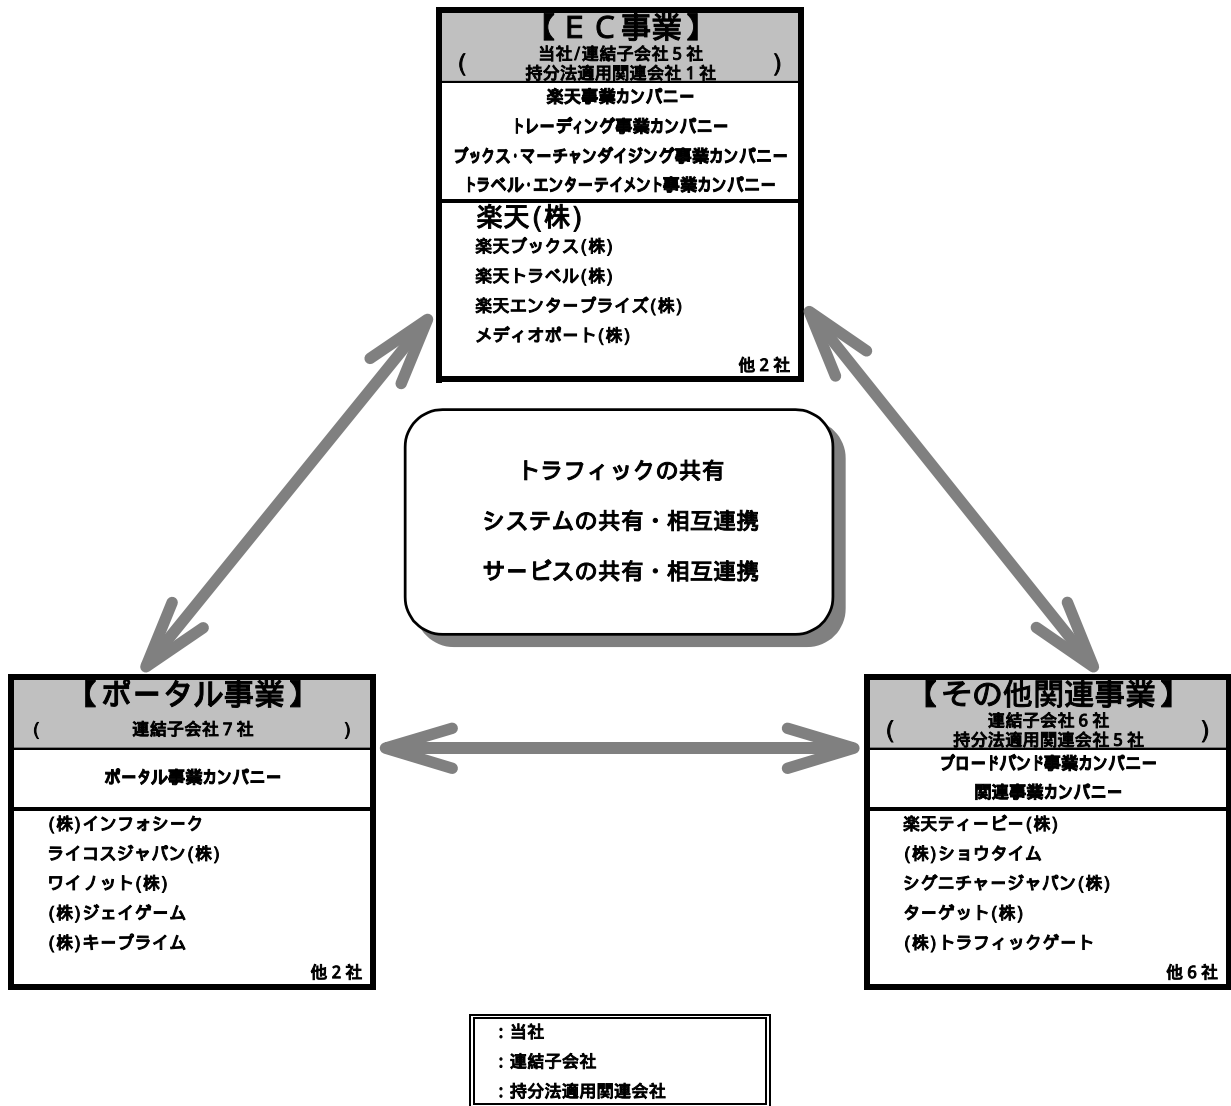 【ＥＣ事業】
( 当社/連結子会社５社 )
持分法適用関連会社１社
楽天事業カンパニー
トレーディング事業カンパニー
ブックス・マーチャンダイジング事業カンパニー
トラベル・エンターテイメント事業カンパニー
楽天(株)
楽天ブックス(株)
楽天トラベル(株)
楽天エンタープライズ(株)
メディオポート(株)
他２社
トラフィックの共有
システムの共有・相互連携
サービスの共有・相互連携
【ポータル事業】
( 連結子会社７社 )
ポータル事業カンパニー
(株)インフォシーク
ライコスジャパン(株)
ワイノット(株)
(株)ジェイゲーム
(株)キープライム
他２社
【その他関連事業】
( 連結子会社６社 )
持分法適用関連会社５社
ブロードバンド事業カンパニー
関連事業カンパニー
楽天ティービー(株)
(株)ショウタイム
シグニチャージャパン(株)
ターゲット(株)
(株)トラフィックゲート
他６社
：当社
：連結子会社
：持分法適用関連会社